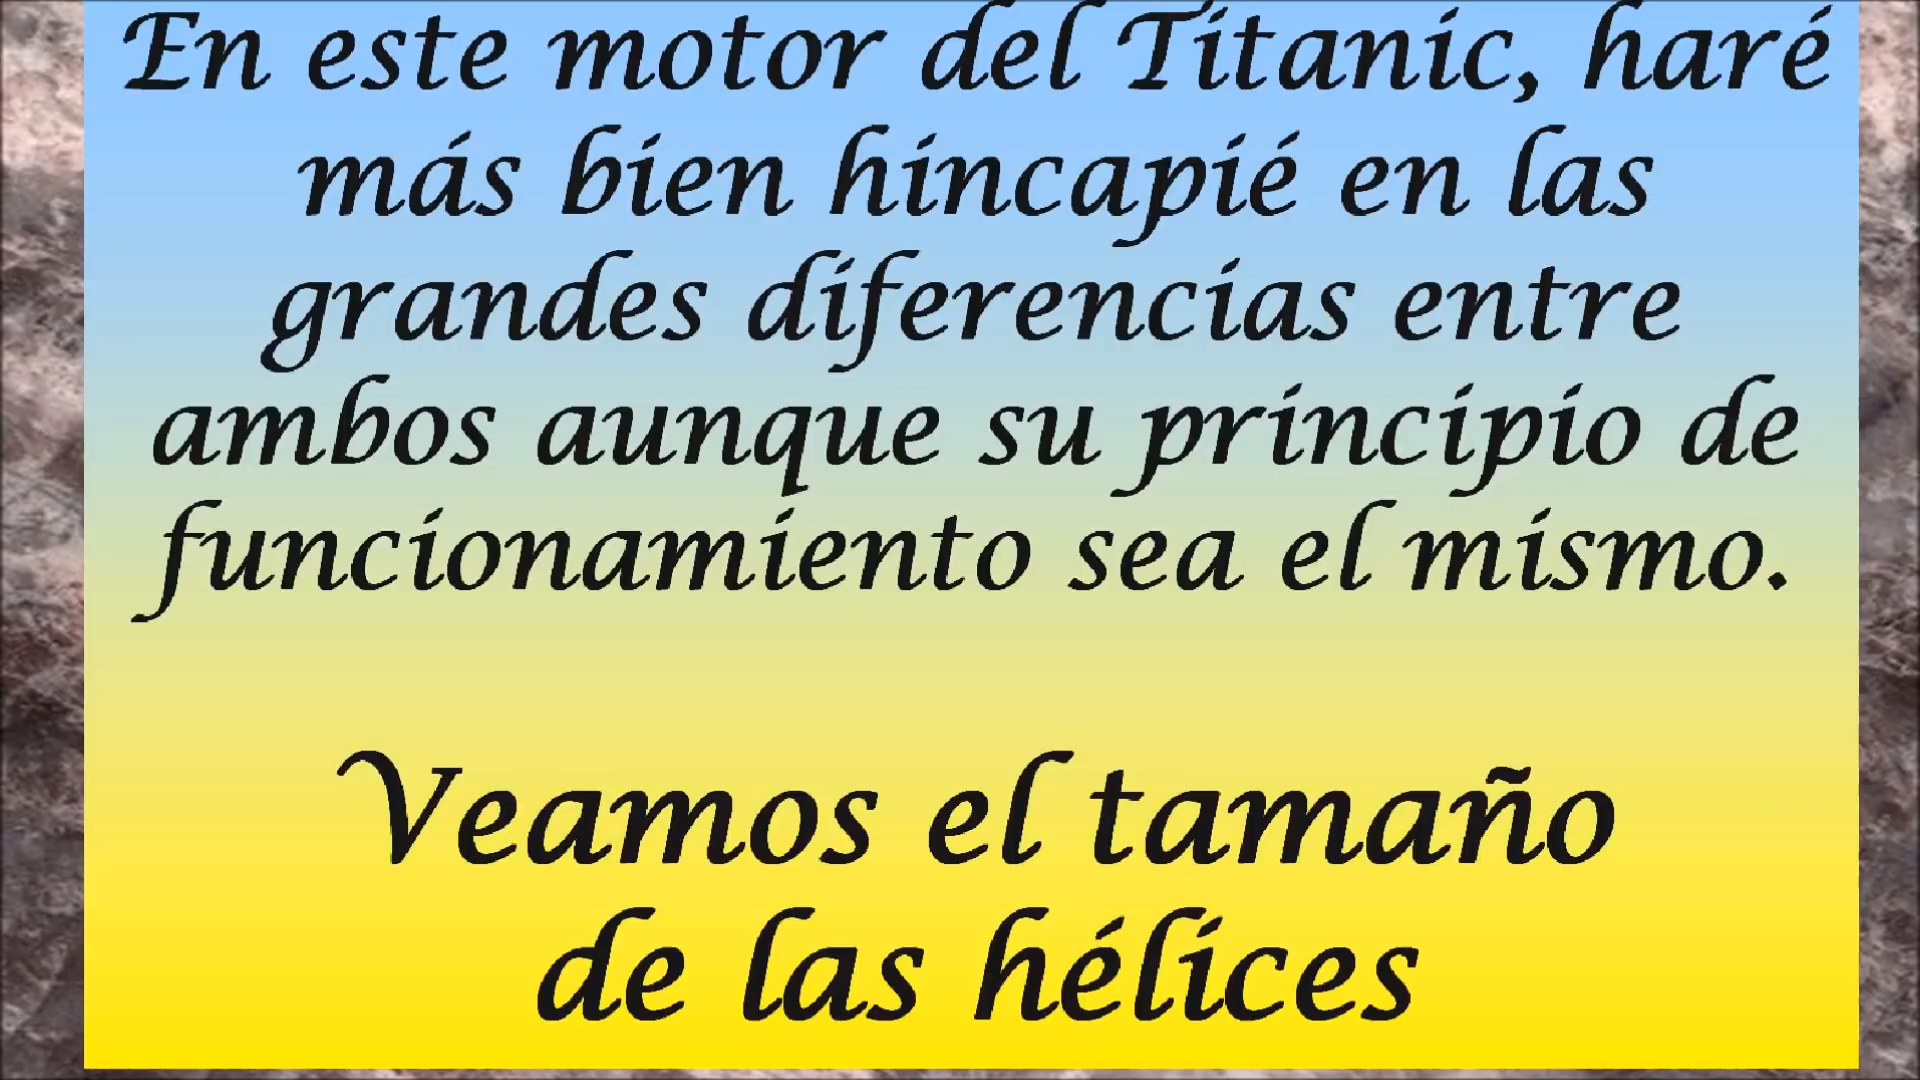 En este motor del Titanic, haré
más bien hincapié en las
grandes diferencias entre
ambos aunque su principio de
funcionamiento sea el mismo.
Veamos el tamaño
de las hélices